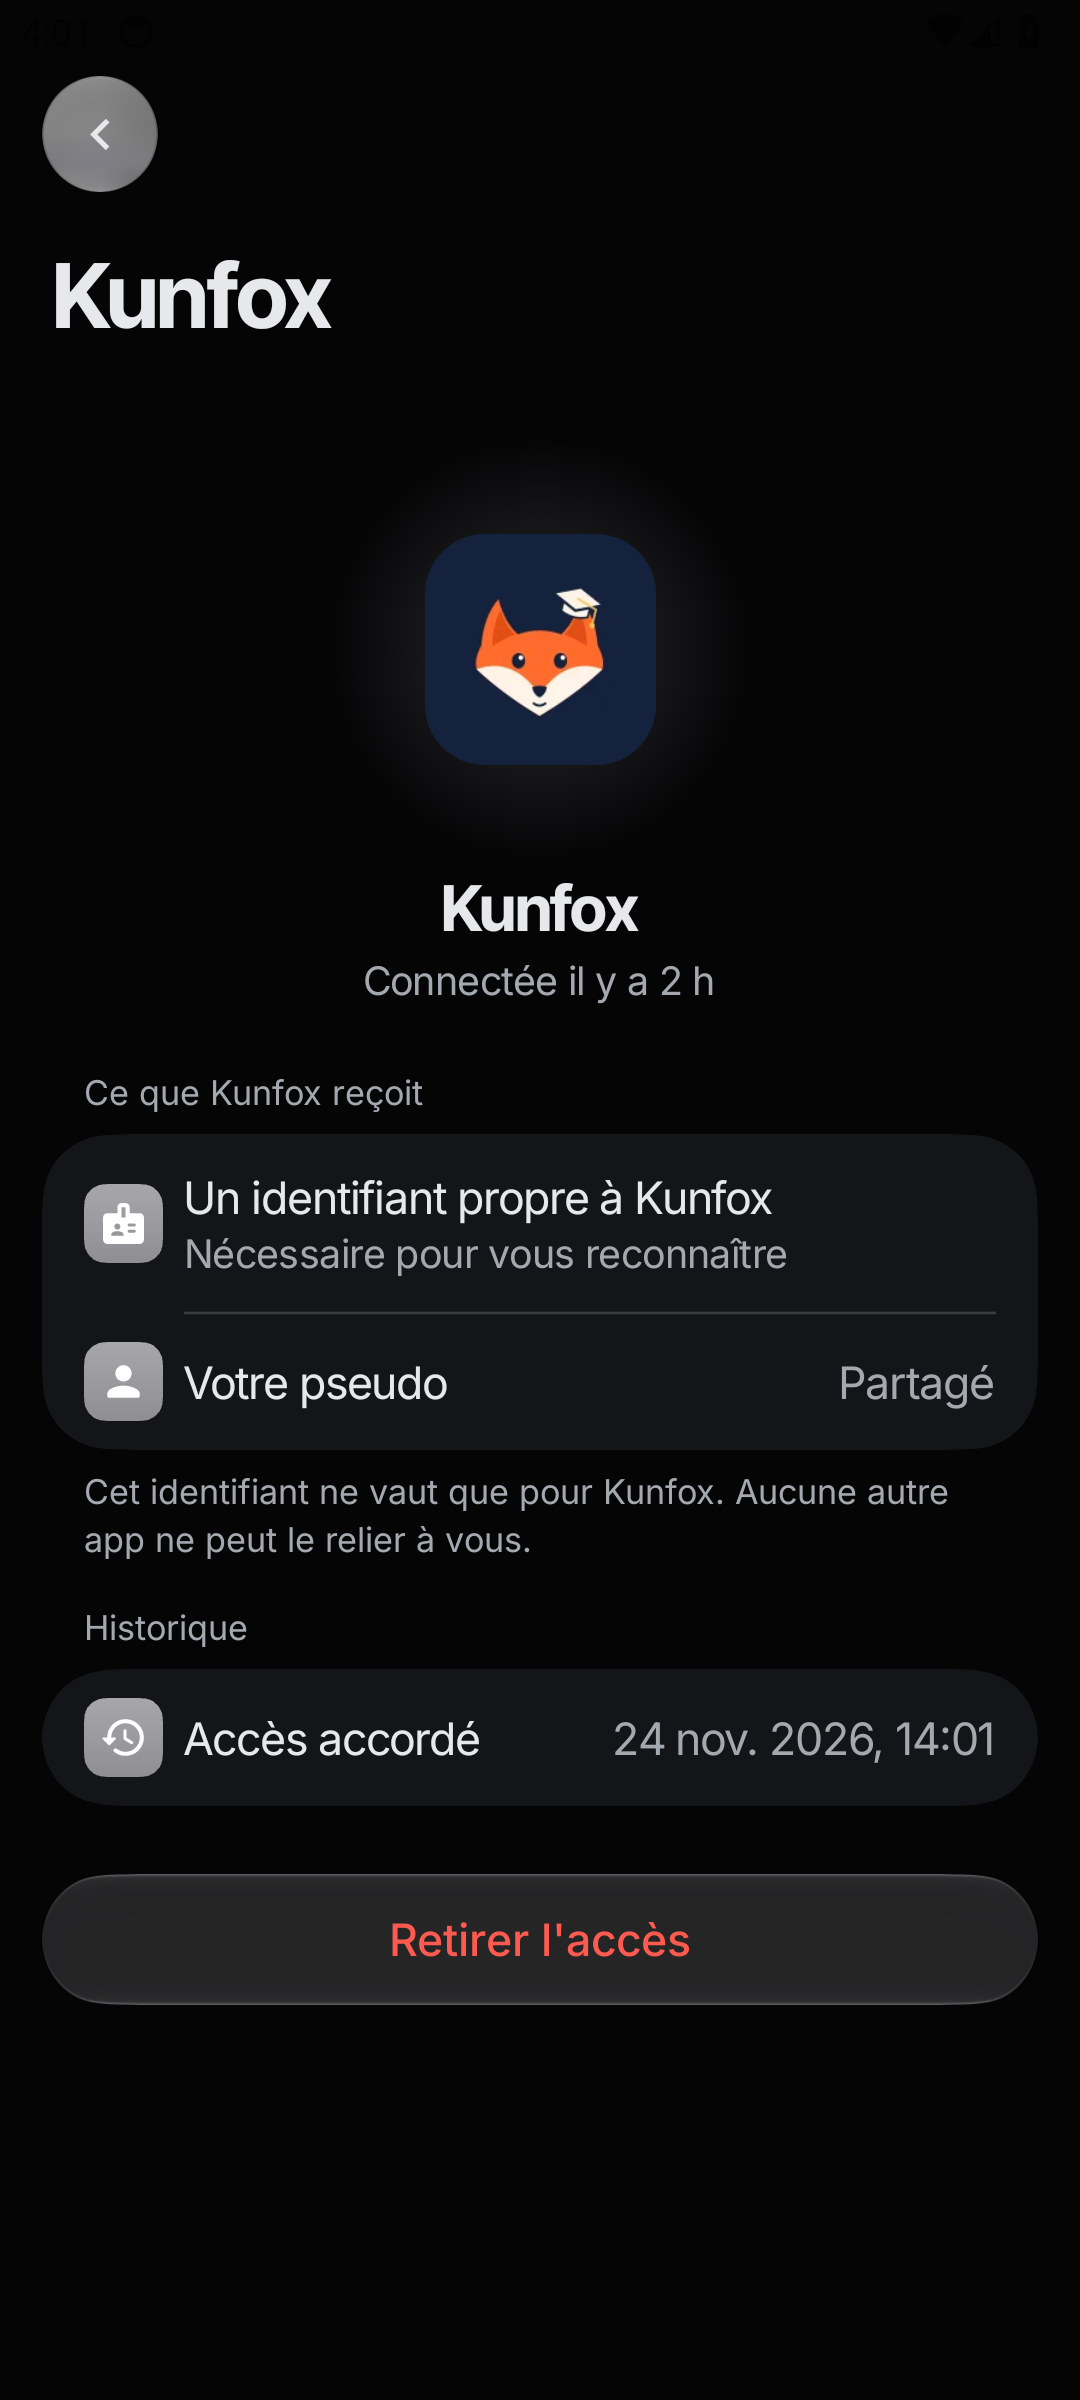 4:01
Kunfox
Kunfox
Connectée il y a 2 h
Ce que Kunfox reçoit
Un identifiant propre à Kunfox
Nécessaire pour vous reconnaître
Votre pseudo Partagé
Cet identifiant ne vaut que pour Kunfox. Aucune autre
app ne peut le relier à vous.
Historique
Accès accordé 24 nov. 2026, 14:01
Retirer l'accès